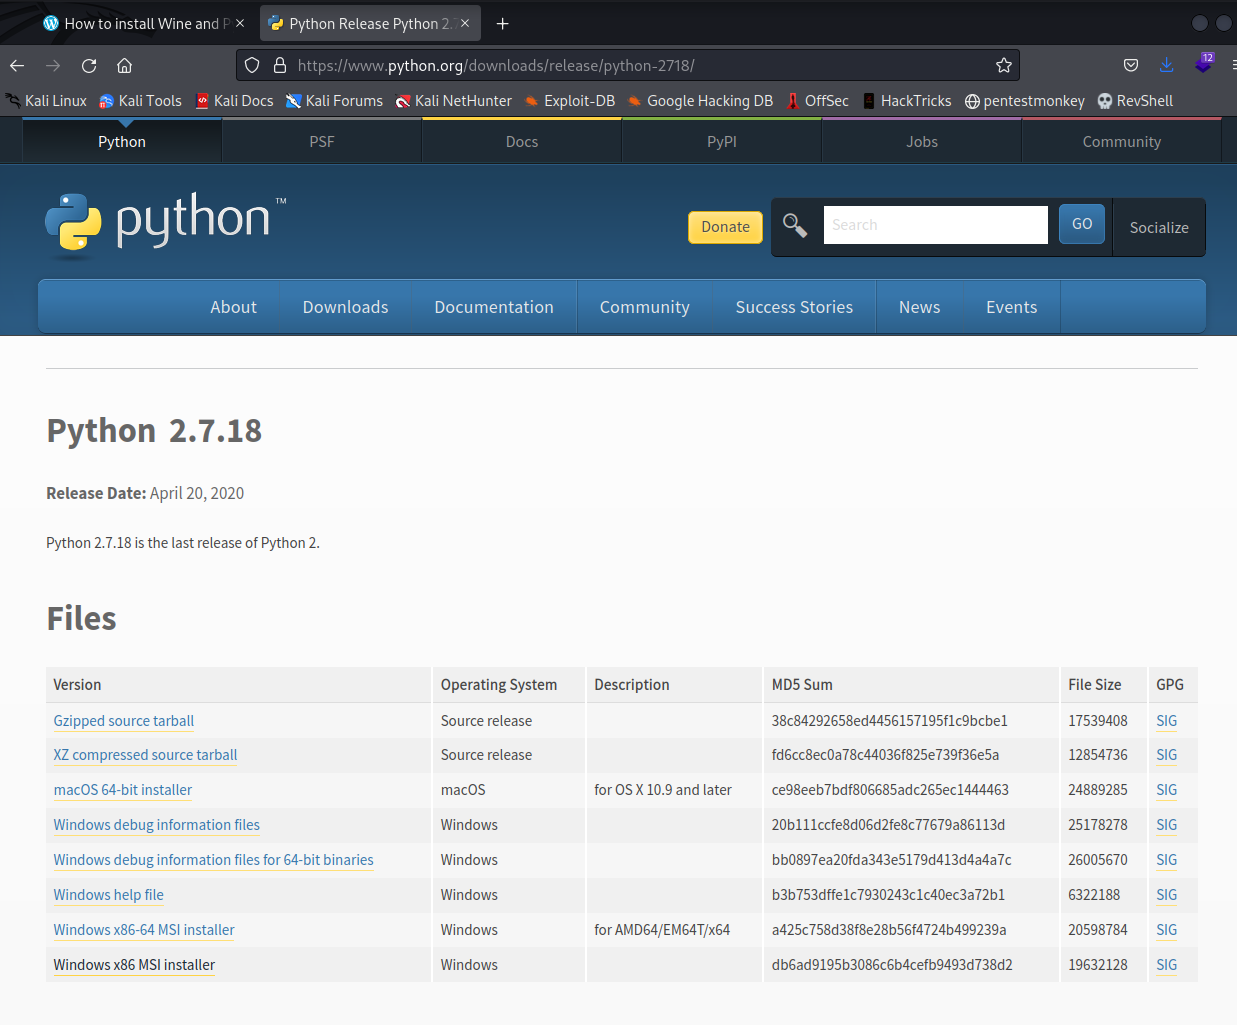 How to install Wine and P
Python Release Python 2.7
https://www.python.org/downloads/release/python-2718/
12
Kali Linux Kali Tools Kali Docs Kali Forums Kali NetHunter Exploit-DB Google Hacking DB OffSec HackTricks pentestmonkey RevShell
Python PSF Docs PyPI Jobs Community
python™
Donate Search GO Socialize
About Downloads Documentation Community Success Stories News Events
Python 2.7.18
Release Date: April 20, 2020
Python 2.7.18 is the last release of Python 2.
Files
Version Operating System Description MD5 Sum File Size GPG
Gzipped source tarball Source release 38c84292658ed4456157195f1c9bcbe1 17539408 SIG
XZ compressed source tarball Source release fd6cc8ec0a78c44036f825e739f36e5a 12854736 SIG
macOS 64-bit installer macOS for OS X 10.9 and later ce98eeb7bdf806685adc265ec1444463 24889285 SIG
Windows debug information files Windows 20b111ccfe8d06d2fe8c77679a86113d 25178278 SIG
Windows debug information files for 64-bit binaries Windows bb0897ea20fda343e5179d413d4a4a7c 26005670 SIG
Windows help file Windows b3b753dffe1c7930243c1c40ec3a72b1 6322188 SIG
Windows x86-64 MSI installer Windows for AMD64/EM64T/x64 a425c758d38f8e28b56f4724b499239a 20598784 SIG
Windows x86 MSI installer Windows db6ad9195b3086c6b4cefb9493d738d2 19632128 SIG